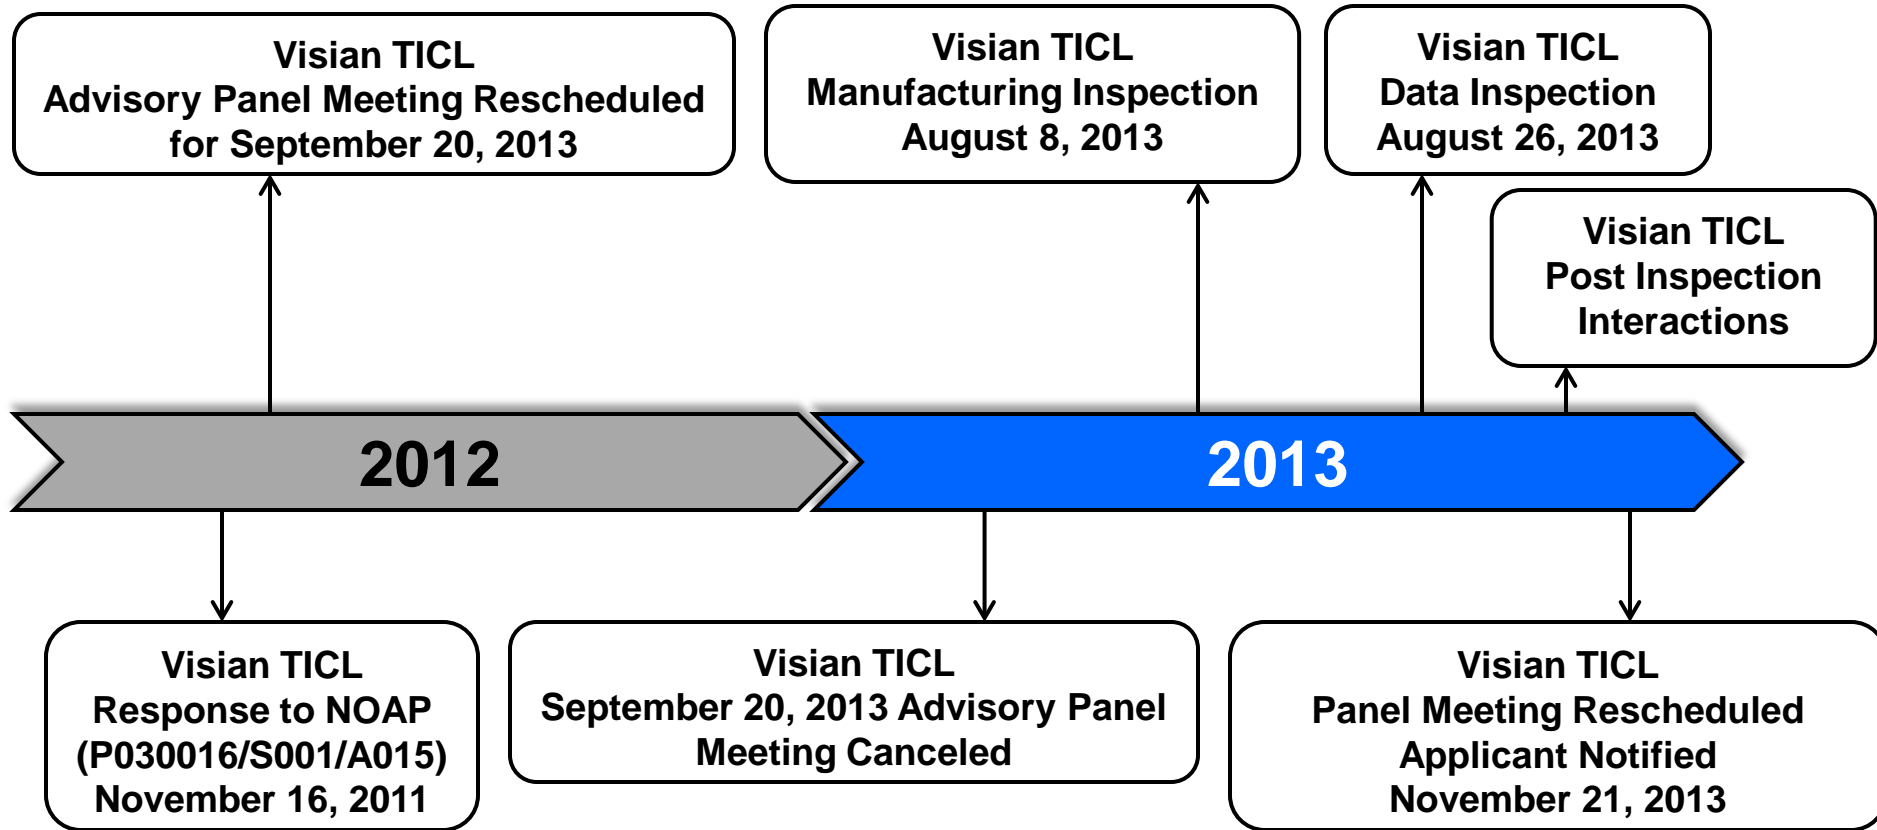 Visian TICL
Advisory Panel Meeting Rescheduled
for September 20, 2013
Visian TICL
Manufacturing Inspection
August 8, 2013
Visian TICL
Data Inspection
August 26, 2013
Visian TICL
Post Inspection
Interactions
2012
2013
Visian TICL
Response to NOAP
(P030016/S001/A015)
November 16, 2011
Visian TICL
September 20, 2013 Advisory Panel
Meeting Canceled
Visian TICL
Panel Meeting Rescheduled
Applicant Notified
November 21, 2013